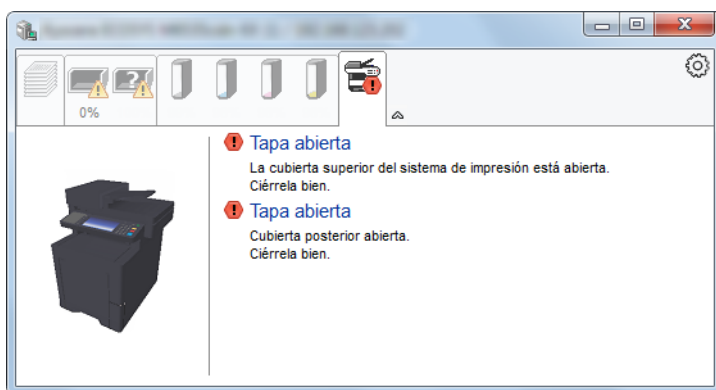 0%
Tapa abierta
La cubierta superior del sistema de impresión está abierta.
Ciérrela bien.
Tapa abierta
Cubierta posterior abierta.
Ciérrela bien.